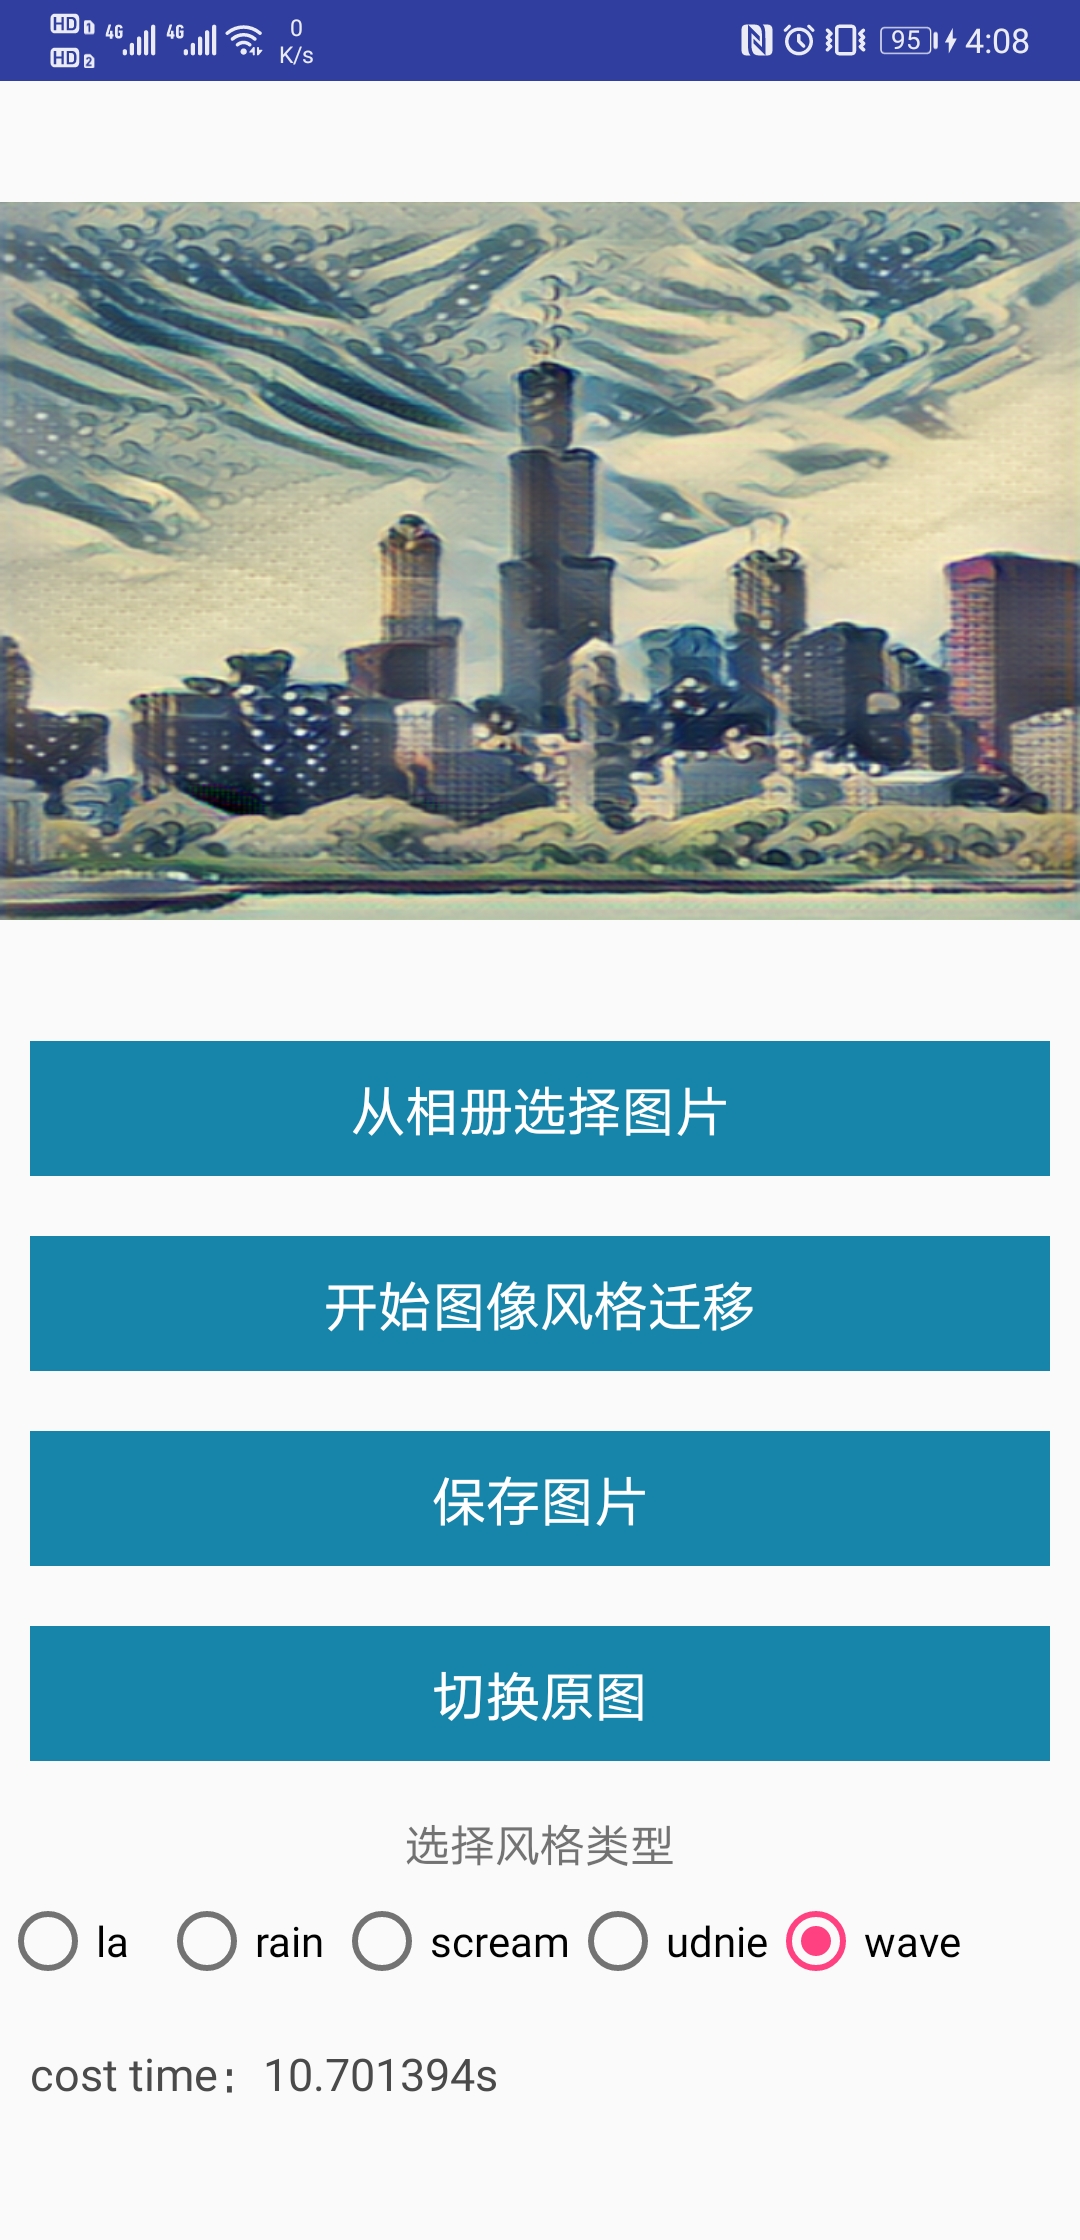 HD 1 4G 4G 0
HD 2 K/s
95 4:08
从相册选择图片
开始图像风格迁移
保存图片
切换原图
选择风格类型
la rain scream udnie wave
cost time：10.701394s